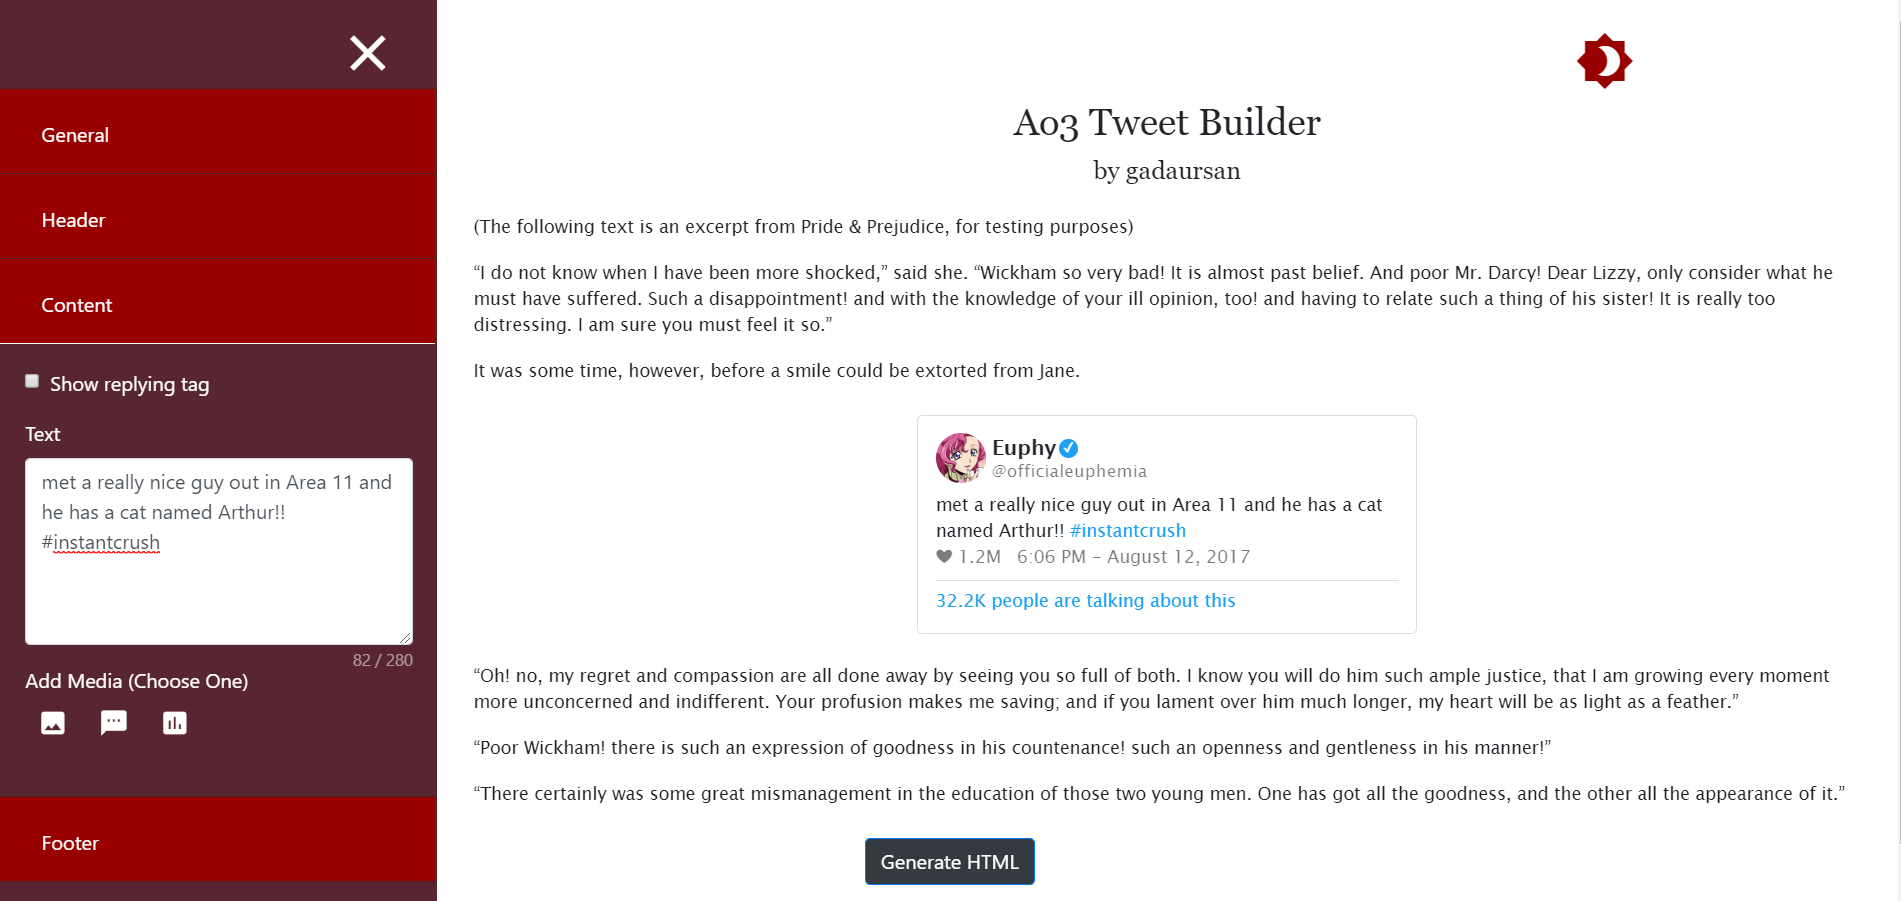 General
Header
Content
Show replying tag
Text
met a really nice guy out in Area 11 and
he has a cat named Arthur!!
#instantcrush
82 / 280
Add Media (Choose One)
Footer
Ao3 Tweet Builder
by gadaursan
(The following text is an excerpt from Pride & Prejudice, for testing purposes)
“I do not know when I have been more shocked,” said she. “Wickham so very bad! It is almost past belief. And poor Mr. Darcy! Dear Lizzy, only consider what he
must have suffered. Such a disappointment! and with the knowledge of your ill opinion, too! and having to relate such a thing of his sister! It is really too
distressing. I am sure you must feel it so.”
It was some time, however, before a smile could be extorted from Jane.
Euphy
@officialeuphemia
met a really nice guy out in Area 11 and he has a cat
named Arthur!! #instantcrush
1.2M 6:06 PM – August 12, 2017
32.2K people are talking about this
“Oh! no, my regret and compassion are all done away by seeing you so full of both. I know you will do him such ample justice, that I am growing every moment
more unconcerned and indifferent. Your profusion makes me saving; and if you lament over him much longer, my heart will be as light as a feather.”
“Poor Wickham! there is such an expression of goodness in his countenance! such an openness and gentleness in his manner!”
“There certainly was some great mismanagement in the education of those two young men. One has got all the goodness, and the other all the appearance of it.”
Generate HTML